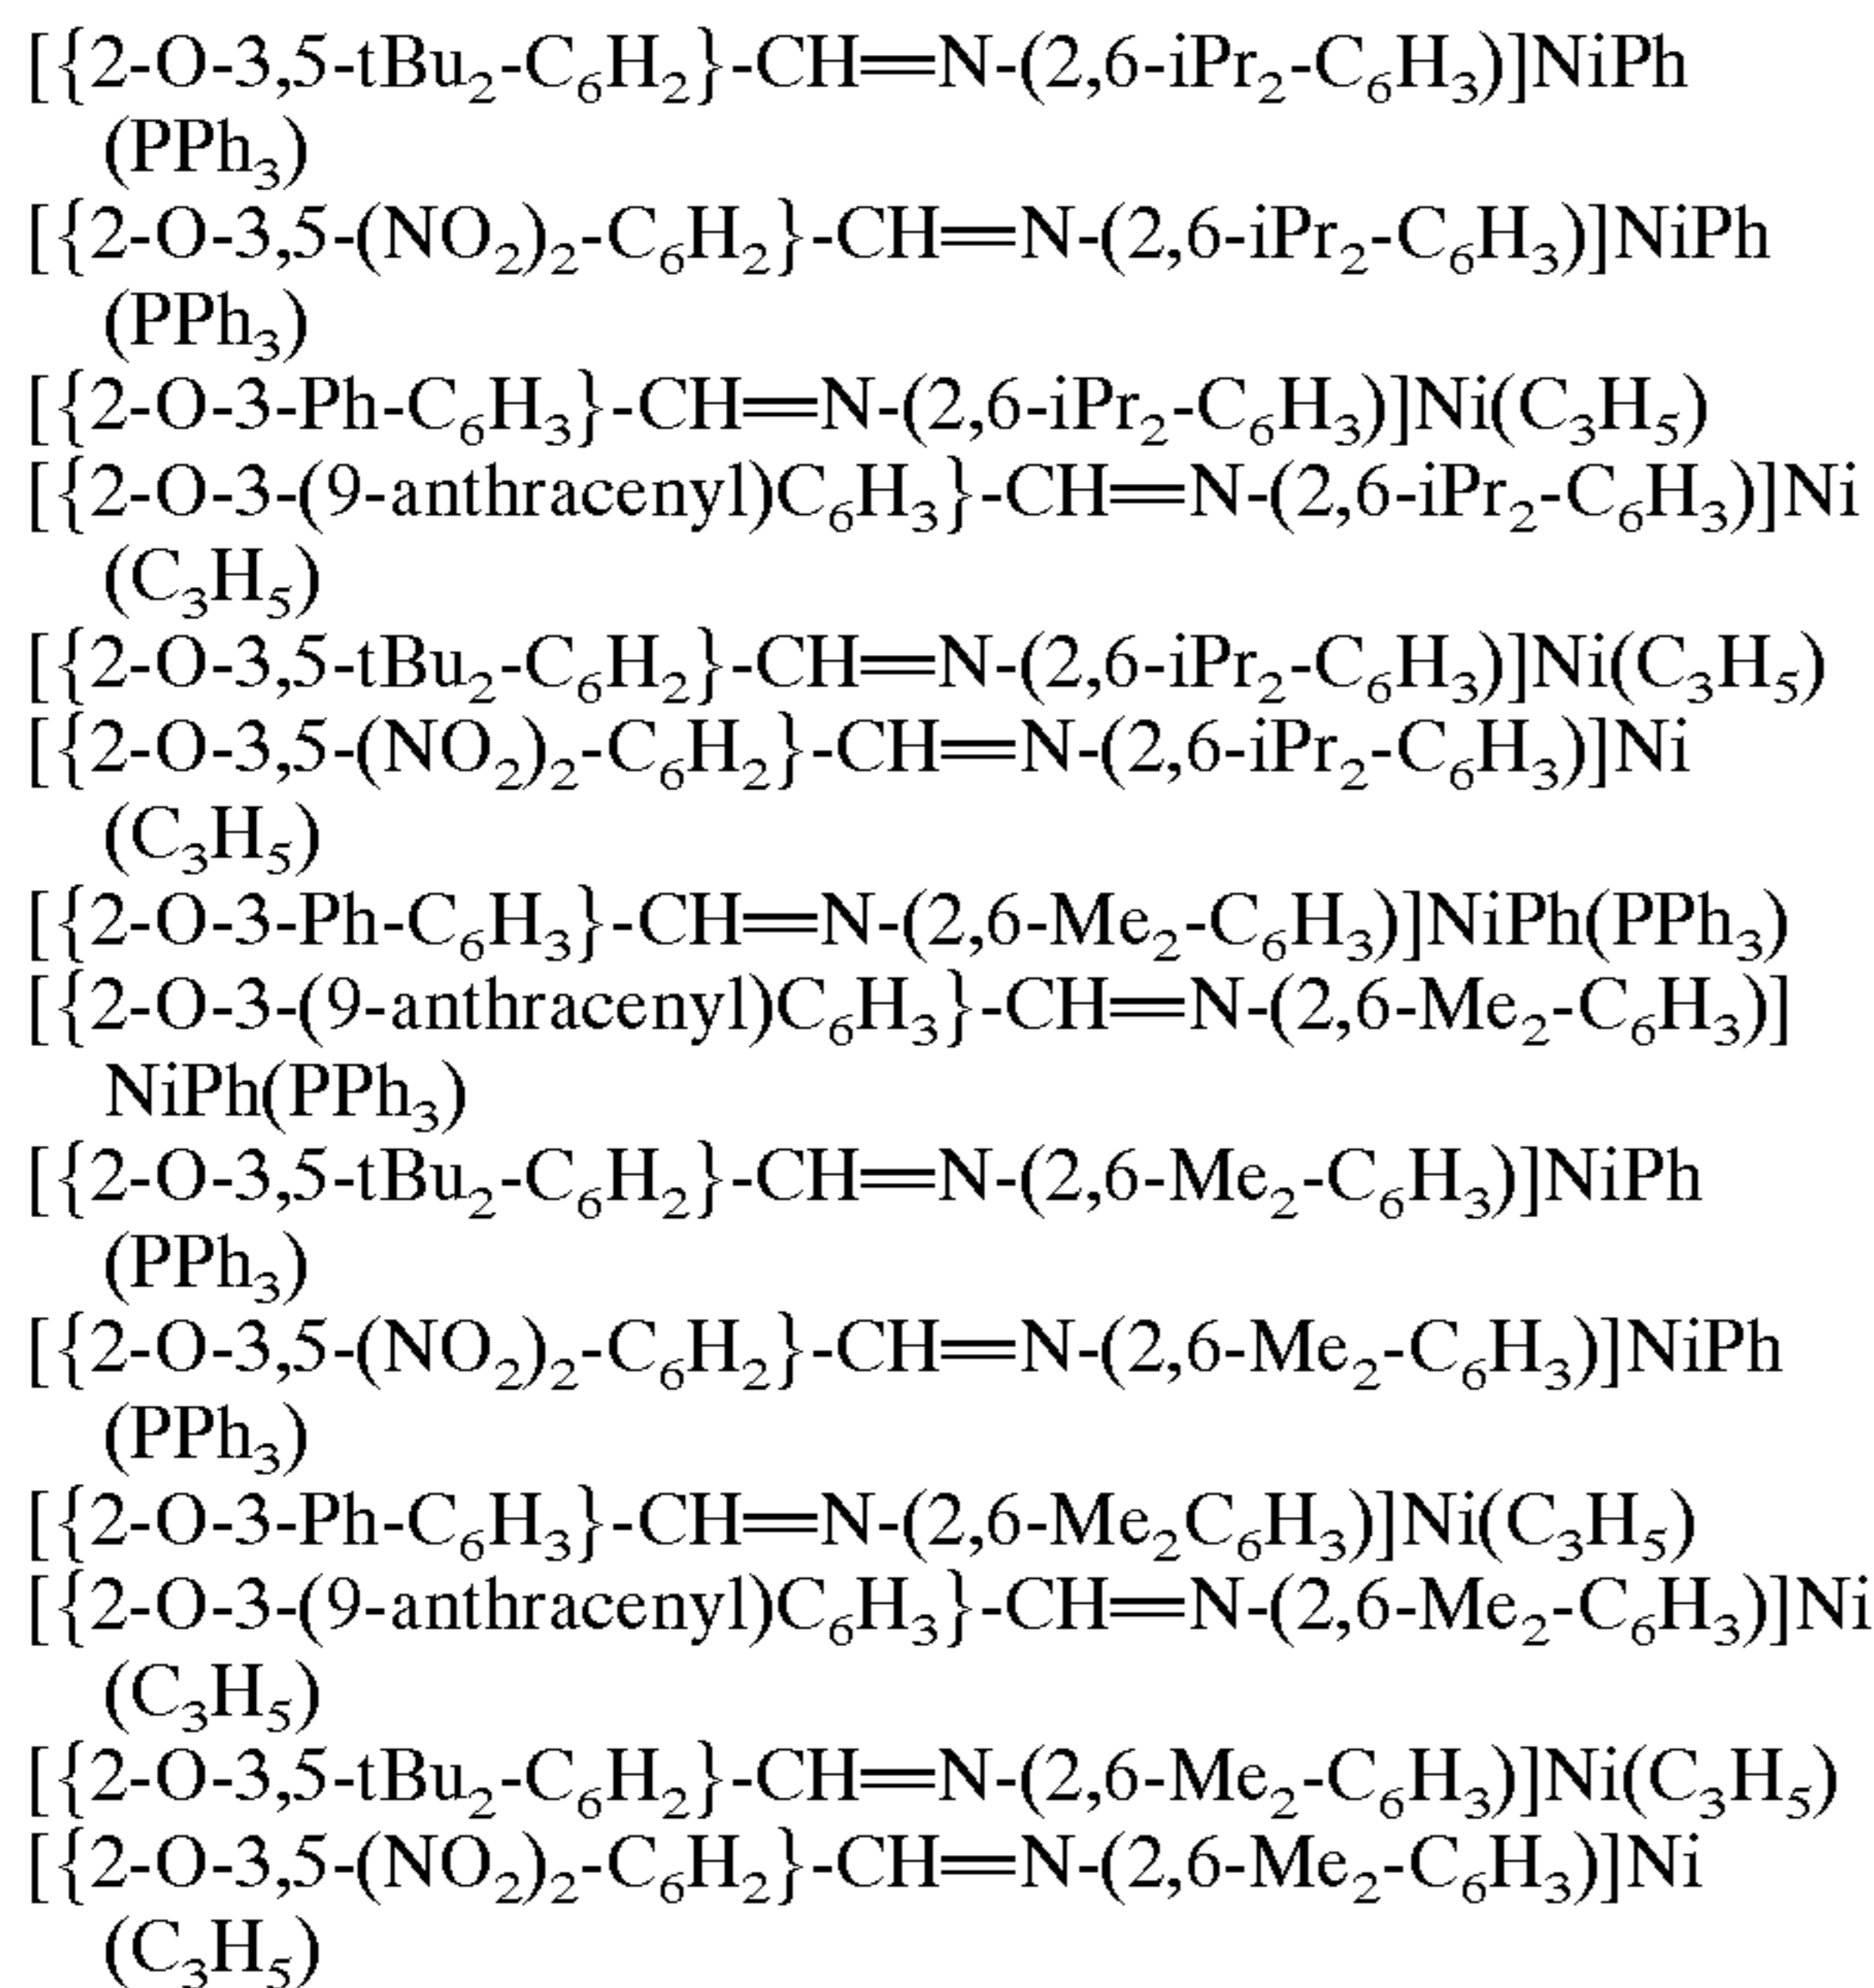 [{2-O-3,5-tBu₂-C₆H₂}-CH=N-(2,6-iPr₂-C₆H₃)]NiPh
(PPh₃)
[{2-O-3,5-(NO₂)₂-C₆H₂}-CH=N-(2,6-iPr₂-C₆H₃)]NiPh
(PPh₃)
[{2-O-3-Ph-C₆H₃}-CH=N-(2,6-iPr₂-C₆H₃)]Ni(C₃H₅)
[{2-O-3-(9-anthracenyl)C₆H₃}-CH=N-(2,6-iPr₂-C₆H₃)]Ni
(C₃H₅)
[{2-O-3,5-tBu₂-C₆H₂}-CH=N-(2,6-iPr₂-C₆H₃)]Ni(C₃H₅)
[{2-O-3,5-(NO₂)₂-C₆H₂}-CH=N-(2,6-iPr₂-C₆H₃)]Ni
(C₃H₅)
[{2-O-3-Ph-C₆H₃}-CH=N-(2,6-Me₂-C₆H₃)]NiPh(PPh₃)
[{2-O-3-(9-anthracenyl)C₆H₃}-CH=N-(2,6-Me₂-C₆H₃)]
NiPh(PPh₃)
[{2-O-3,5-tBu₂-C₆H₂}-CH=N-(2,6-Me₂-C₆H₃)]NiPh
(PPh₃)
[{2-O-3,5-(NO₂)₂-C₆H₂}-CH=N-(2,6-Me₂-C₆H₃)]NiPh
(PPh₃)
[{2-O-3-Ph-C₆H₃}-CH=N-(2,6-Me₂C₆H₃)]Ni(C₃H₅)
[{2-O-3-(9-anthracenyl)C₆H₃}-CH=N-(2,6-Me₂-C₆H₃)]Ni
(C₃H₅)
[{2-O-3,5-tBu₂-C₆H₂}-CH=N-(2,6-Me₂-C₆H₃)]Ni(C₃H₅)
[{2-O-3,5-(NO₂)₂-C₆H₂}-CH=N-(2,6-Me₂-C₆H₃)]Ni
(C₃H₅)